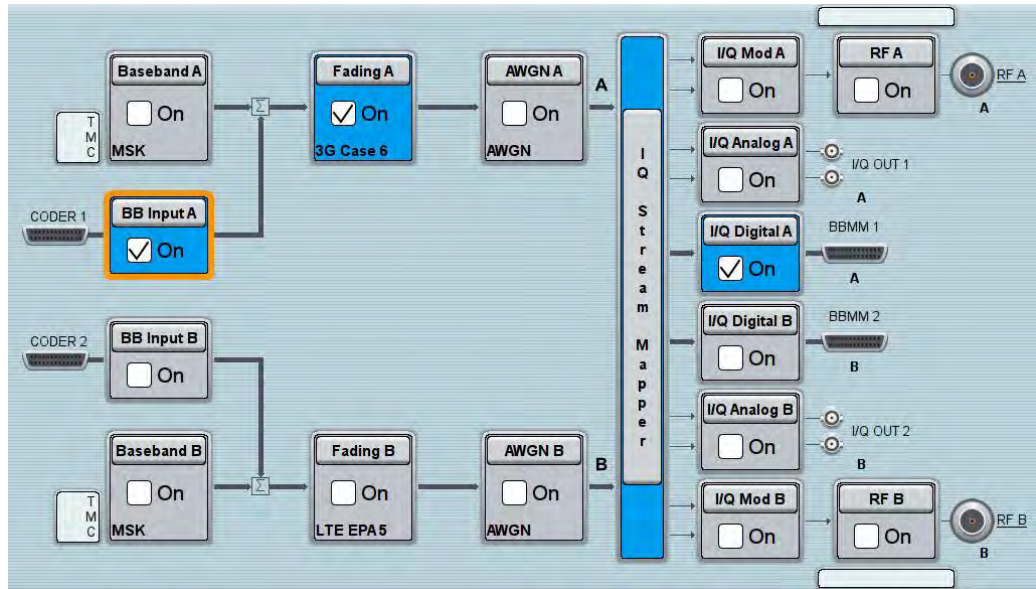 Baseband A
On
T
M
C
MSK
Σ
Fading A
On
3G Case 6
AWGN A
On
AWGN
A
I/Q Mod A
On
RF A
On
RF A
A
I/Q Analog A
On
I/Q OUT 1
A
CODER 1
BB Input A
On
I
Q
S
t
r
e
a
m
M
a
p
p
e
r
I/Q Digital A
On
BBMM 1
A
CODER 2
BB Input B
On
I/Q Digital B
On
BBMM 2
B
I/Q Analog B
On
I/Q OUT 2
B
Baseband B
On
T
M
C
MSK
Σ
Fading B
On
LTE EPA 5
AWGN B
On
AWGN
B
I/Q Mod B
On
RF B
On
RF B
B